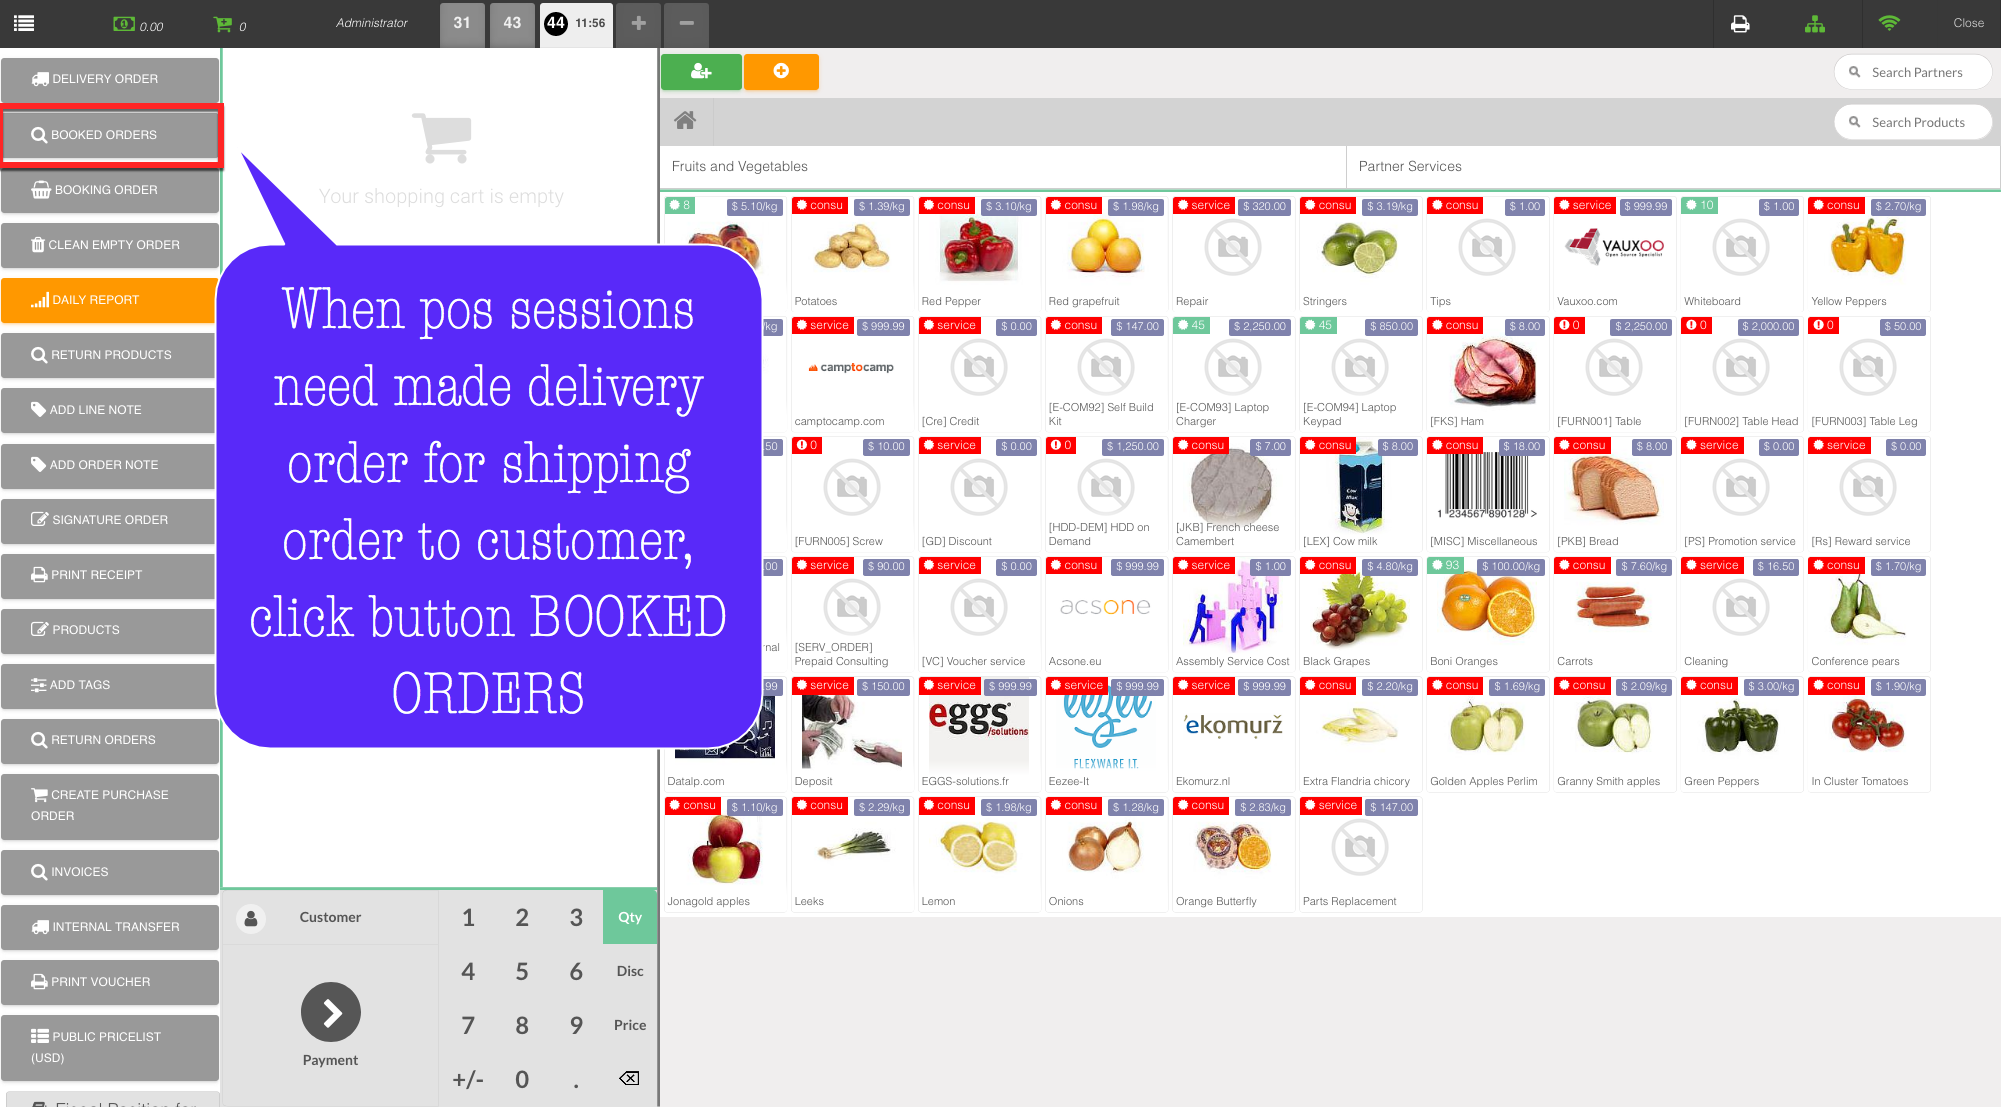 0.00
0
Administrator
31
43
44 11:56
Close
DELIVERY ORDER
BOOKED ORDERS
BOOKING ORDER
CLEAN EMPTY ORDER
DAILY REPORT
RETURN PRODUCTS
ADD LINE NOTE
ADD ORDER NOTE
SIGNATURE ORDER
PRINT RECEIPT
PRODUCTS
ADD TAGS
RETURN ORDERS
CREATE PURCHASE
ORDER
INVOICES
INTERNAL TRANSFER
PRINT VOUCHER
PUBLIC PRICELIST
(USD)
Your shopping cart is empty
When pos sessions
need made delivery
order for shipping
order to customer,
click button BOOKED
ORDERS
Customer
Payment
1 2 3 Qty
4 5 6 Disc
7 8 9 Price
+/- 0 .
Search Partners
Search Products
Fruits and Vegetables
Partner Services
8 $ 5.10/kg
consu $ 1.39/kg
Potatoes
consu $ 3.10/kg
Red Pepper
consu $ 1.98/kg
Red grapefruit
service $ 320.00
Repair
consu $ 3.19/kg
Stringers
consu $ 1.00
Tips
service $ 999.99
VAUXOO
Open Source Specialist
Vauxoo.com
10 $ 1.00
Whiteboard
consu $ 2.70/kg
Yellow Peppers
/kg
service $ 999.99
camptocamp
camptocamp.com
service $ 0.00
[Cre] Credit
consu $ 147.00
[E-COM92] Self Build
Kit
45 $ 2,250.00
[E-COM93] Laptop
Charger
45 $ 850.00
[E-COM94] Laptop
Keypad
consu $ 8.00
[FKS] Ham
0 $ 2,250.00
[FURN001] Table
0 $ 2,000.00
[FURN002] Table Head
0 $ 50.00
[FURN003] Table Leg
.50
0 $ 10.00
[FURN005] Screw
service $ 0.00
[GD] Discount
0 $ 1,250.00
[HDD-DEM] HDD on
Demand
consu $ 7.00
[JKB] French cheese
Camembert
consu $ 8.00
Cow
Milk
[LEX] Cow milk
consu $ 18.00
1 234567 890128 >
[MISC] Miscellaneous
consu $ 8.00
[PKB] Bread
service $ 0.00
[PS] Promotion service
service $ 0.00
[Rs] Reward service
.00
nal
service $ 90.00
[SERV_ORDER]
Prepaid Consulting
service $ 0.00
[VC] Voucher service
consu $ 999.99
acsone
Acsone.eu
service $ 1.00
Assembly Service Cost
consu $ 4.80/kg
Black Grapes
93 $ 100.00/kg
Boni Oranges
consu $ 7.60/kg
Carrots
service $ 16.50
Cleaning
consu $ 1.70/kg
Conference pears
.99
Datalp.com
service $ 150.00
Deposit
service $ 999.99
eggs
/solutions
EGGS-solutions.fr
service $ 999.99
eezee
FLEXWARE I.T.
Eezee-It
service $ 999.99
ekomurz
Ekomurz.nl
consu $ 2.20/kg
Extra Flandria chicory
consu $ 1.69/kg
Golden Apples Perlim
consu $ 2.09/kg
Granny Smith apples
consu $ 3.00/kg
Green Peppers
consu $ 1.90/kg
In Cluster Tomatoes
consu $ 1.10/kg
Jonagold apples
consu $ 2.29/kg
Leeks
consu $ 1.98/kg
Lemon
consu $ 1.28/kg
Onions
consu $ 2.83/kg
Orange Butterfly
service $ 147.00
Parts Replacement